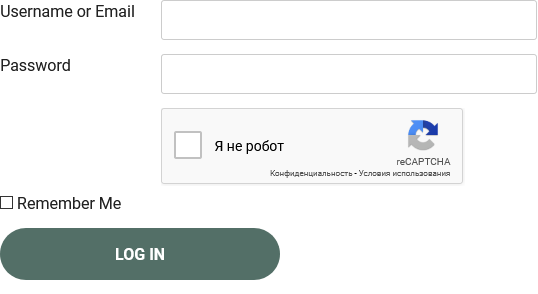 Username or Email
Password
Я не робот
reCAPTCHA
Конфиденциальность - Условия использования
Remember Me
LOG IN